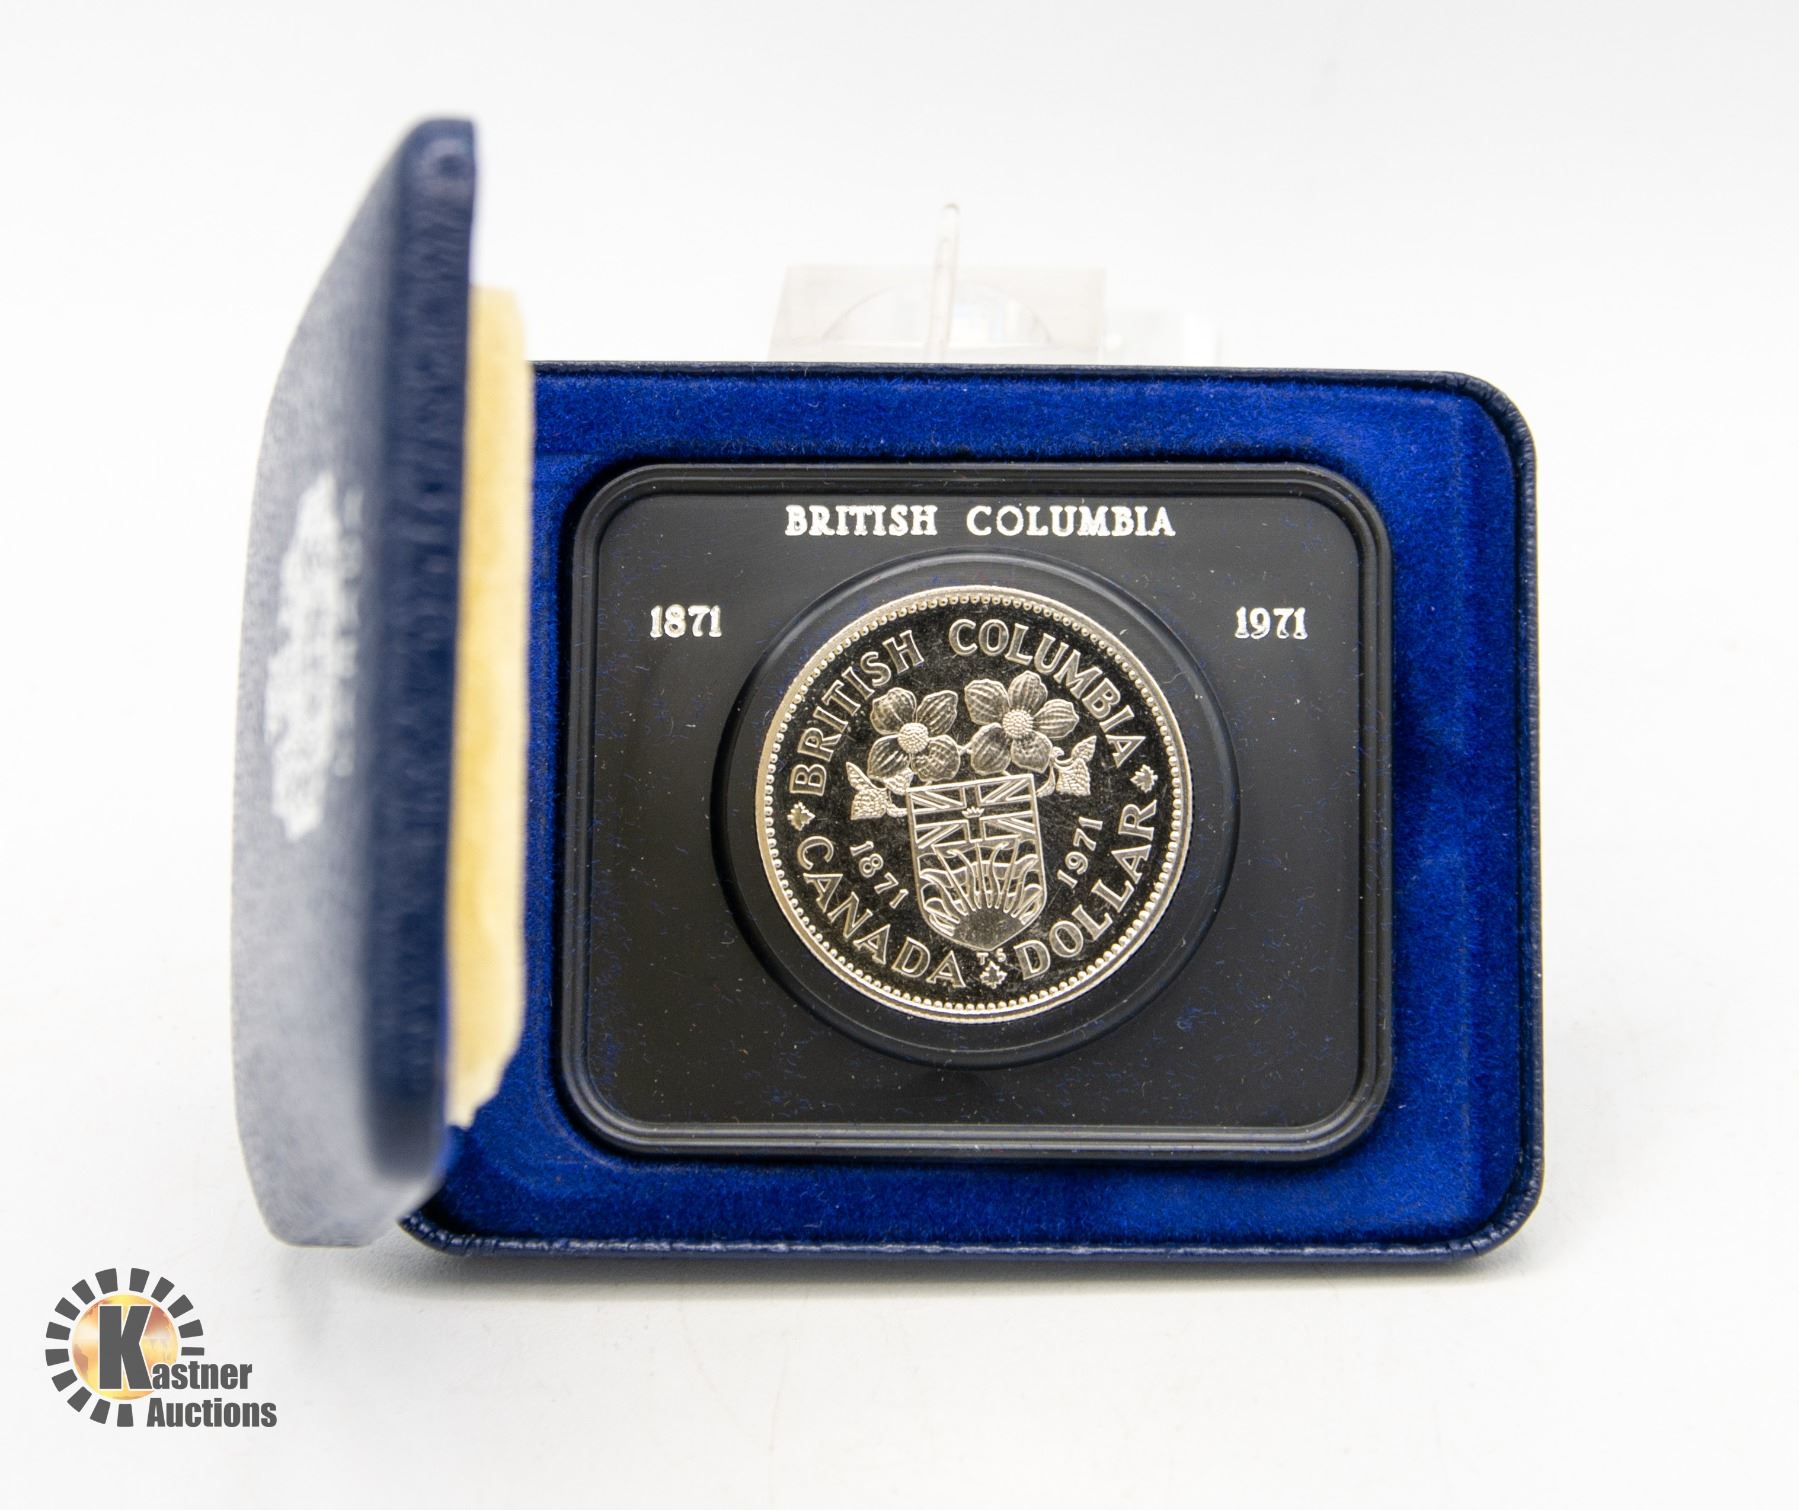 BRITISH COLUMBIA
1871 1971
BRITISH COLUMBIA
1871 1971
CANADA DOLLAR
T.S
Kastner
Auctions